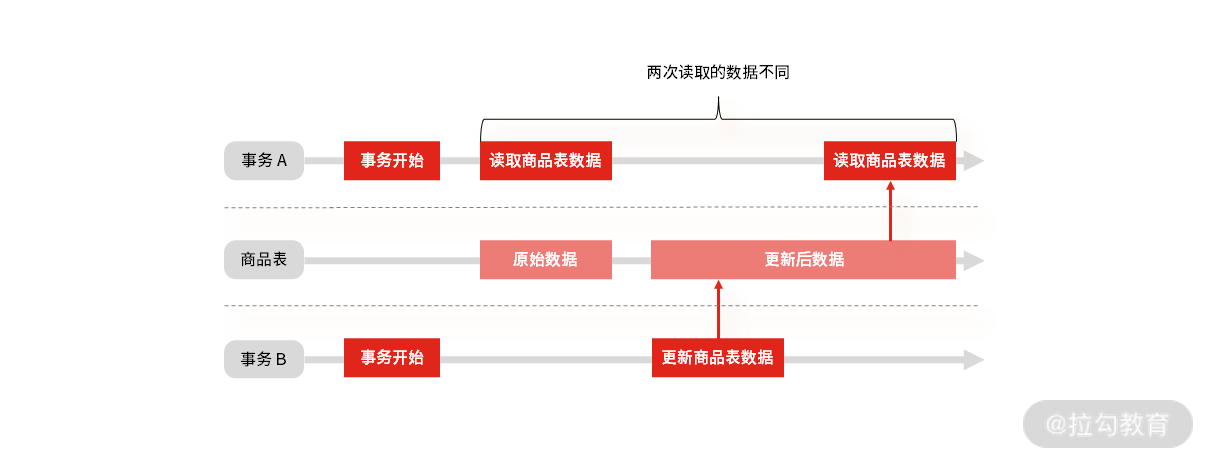 两次读取的数据不同
事务 A
事务开始
读取商品表数据
读取商品表数据
商品表
原始数据
更新后数据
事务 B
事务开始
更新商品表数据
@拉勾教育